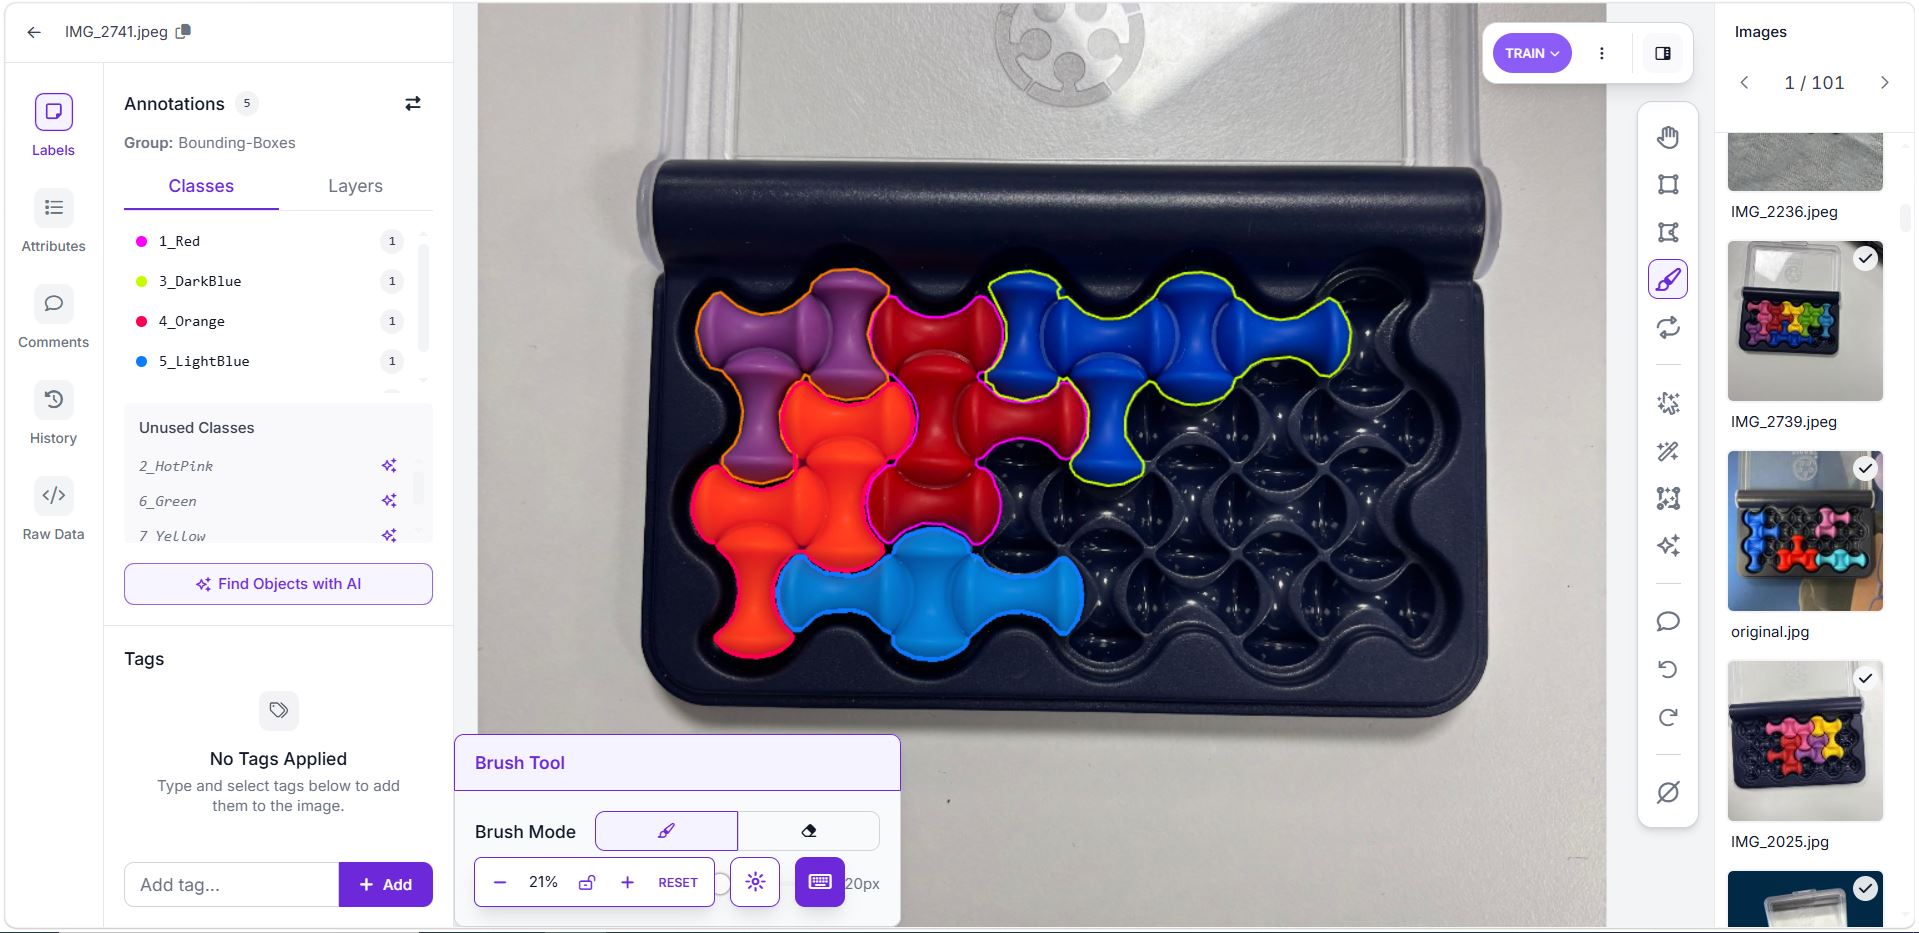 IMG_2741.jpeg
TRAIN
Images
1 / 101
Labels
Attributes
Comments
History
Raw Data
Annotations 5
Group: Bounding-Boxes
Classes Layers
1_Red 1
3_DarkBlue 1
4_Orange 1
5_LightBlue 1
Unused Classes
2_HotPink
6_Green
7_Yellow
Find Objects with AI
Tags
No Tags Applied
Type and select tags below to add
them to the image.
Add tag...
+ Add
Brush Tool
Brush Mode
21%
RESET
20px
IMG_2236.jpeg
IMG_2739.jpeg
original.jpg
IMG_2025.jpg